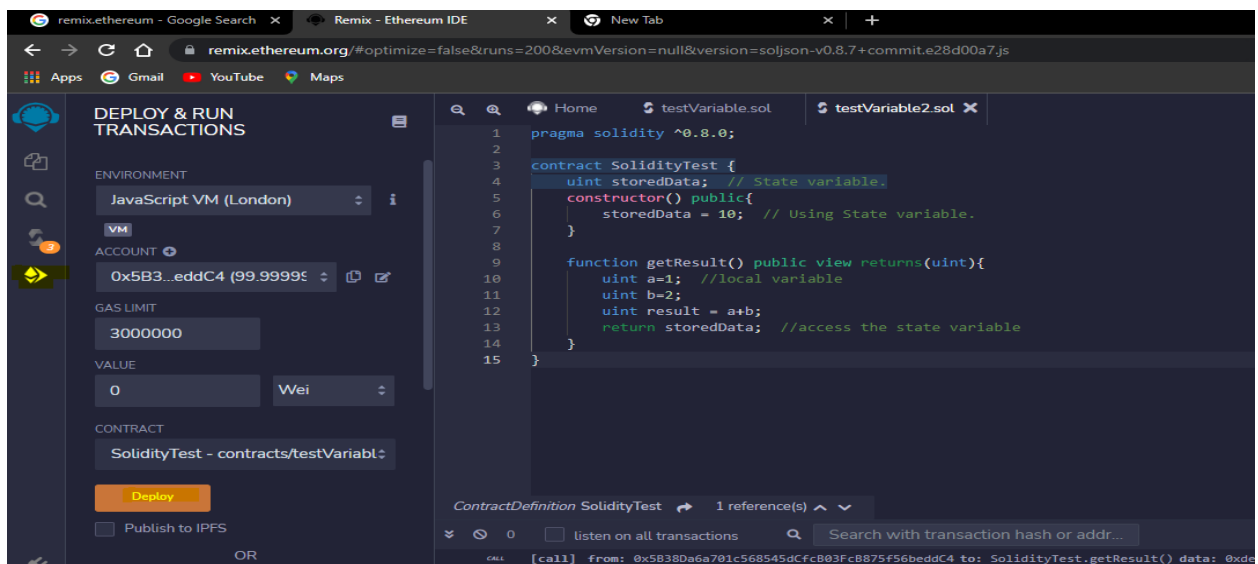 remix.ethereum - Google Search
Remix - Ethereum IDE
New Tab
remix.ethereum.org/#optimize=false&runs=200&evmVersion=null&version=soljson-v0.8.7+commit.e28d00a7.js
Apps Gmail YouTube Maps
DEPLOY & RUN
TRANSACTIONS
ENVIRONMENT
JavaScript VM (London)
VM
ACCOUNT
0x5B3...eddC4 (99.99999
GAS LIMIT
3000000
VALUE
0 Wei
CONTRACT
SolidityTest - contracts/testVariabl
Deploy
Publish to IPFS
OR
3
Home testVariable.sol testVariable2.sol
1 pragma solidity ^0.8.0;
2
3 contract SolidityTest {
4 uint storedData; // State variable.
5 constructor() public{
6 storedData = 10; // Using State variable.
7 }
8
9 function getResult() public view returns(uint){
10 uint a=1; //local variable
11 uint b=2;
12 uint result = a+b;
13 return storedData; //access the state variable
14 }
15 }
ContractDefinition SolidityTest 1 reference(s)
0 listen on all transactions Search with transaction hash or addr...
CALL [call] from: 0x5B38Da6a701c568545dCfcB03FcB875f56beddC4 to: SolidityTest.getResult() data: 0xde